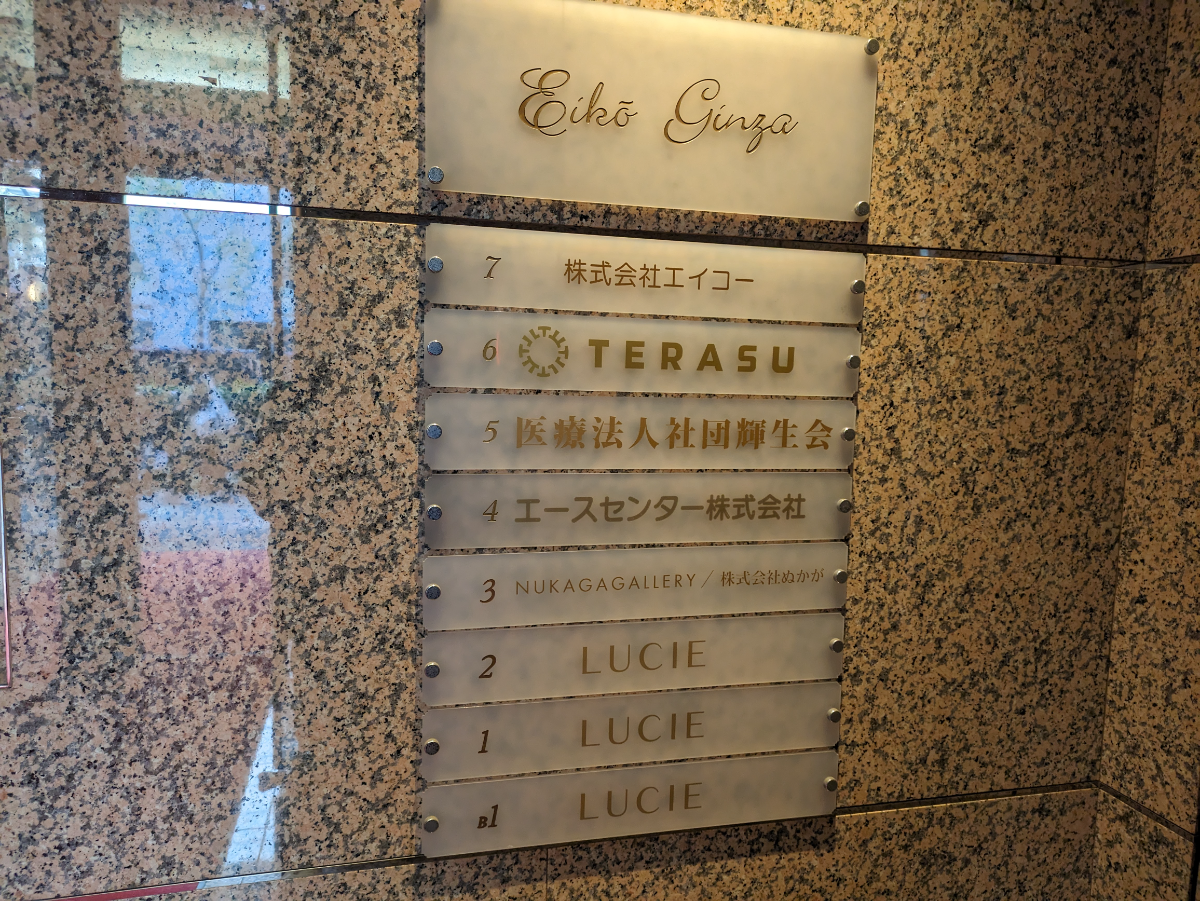 Eikō Ginza
7 株式会社エイコー
6 TERASU
5 医療法人社団輝生会
4 エースセンター株式会社
3 NUKAGAGALLERY / 株式会社ぬかが
2 LUCIE
1 LUCIE
B1 LUCIE